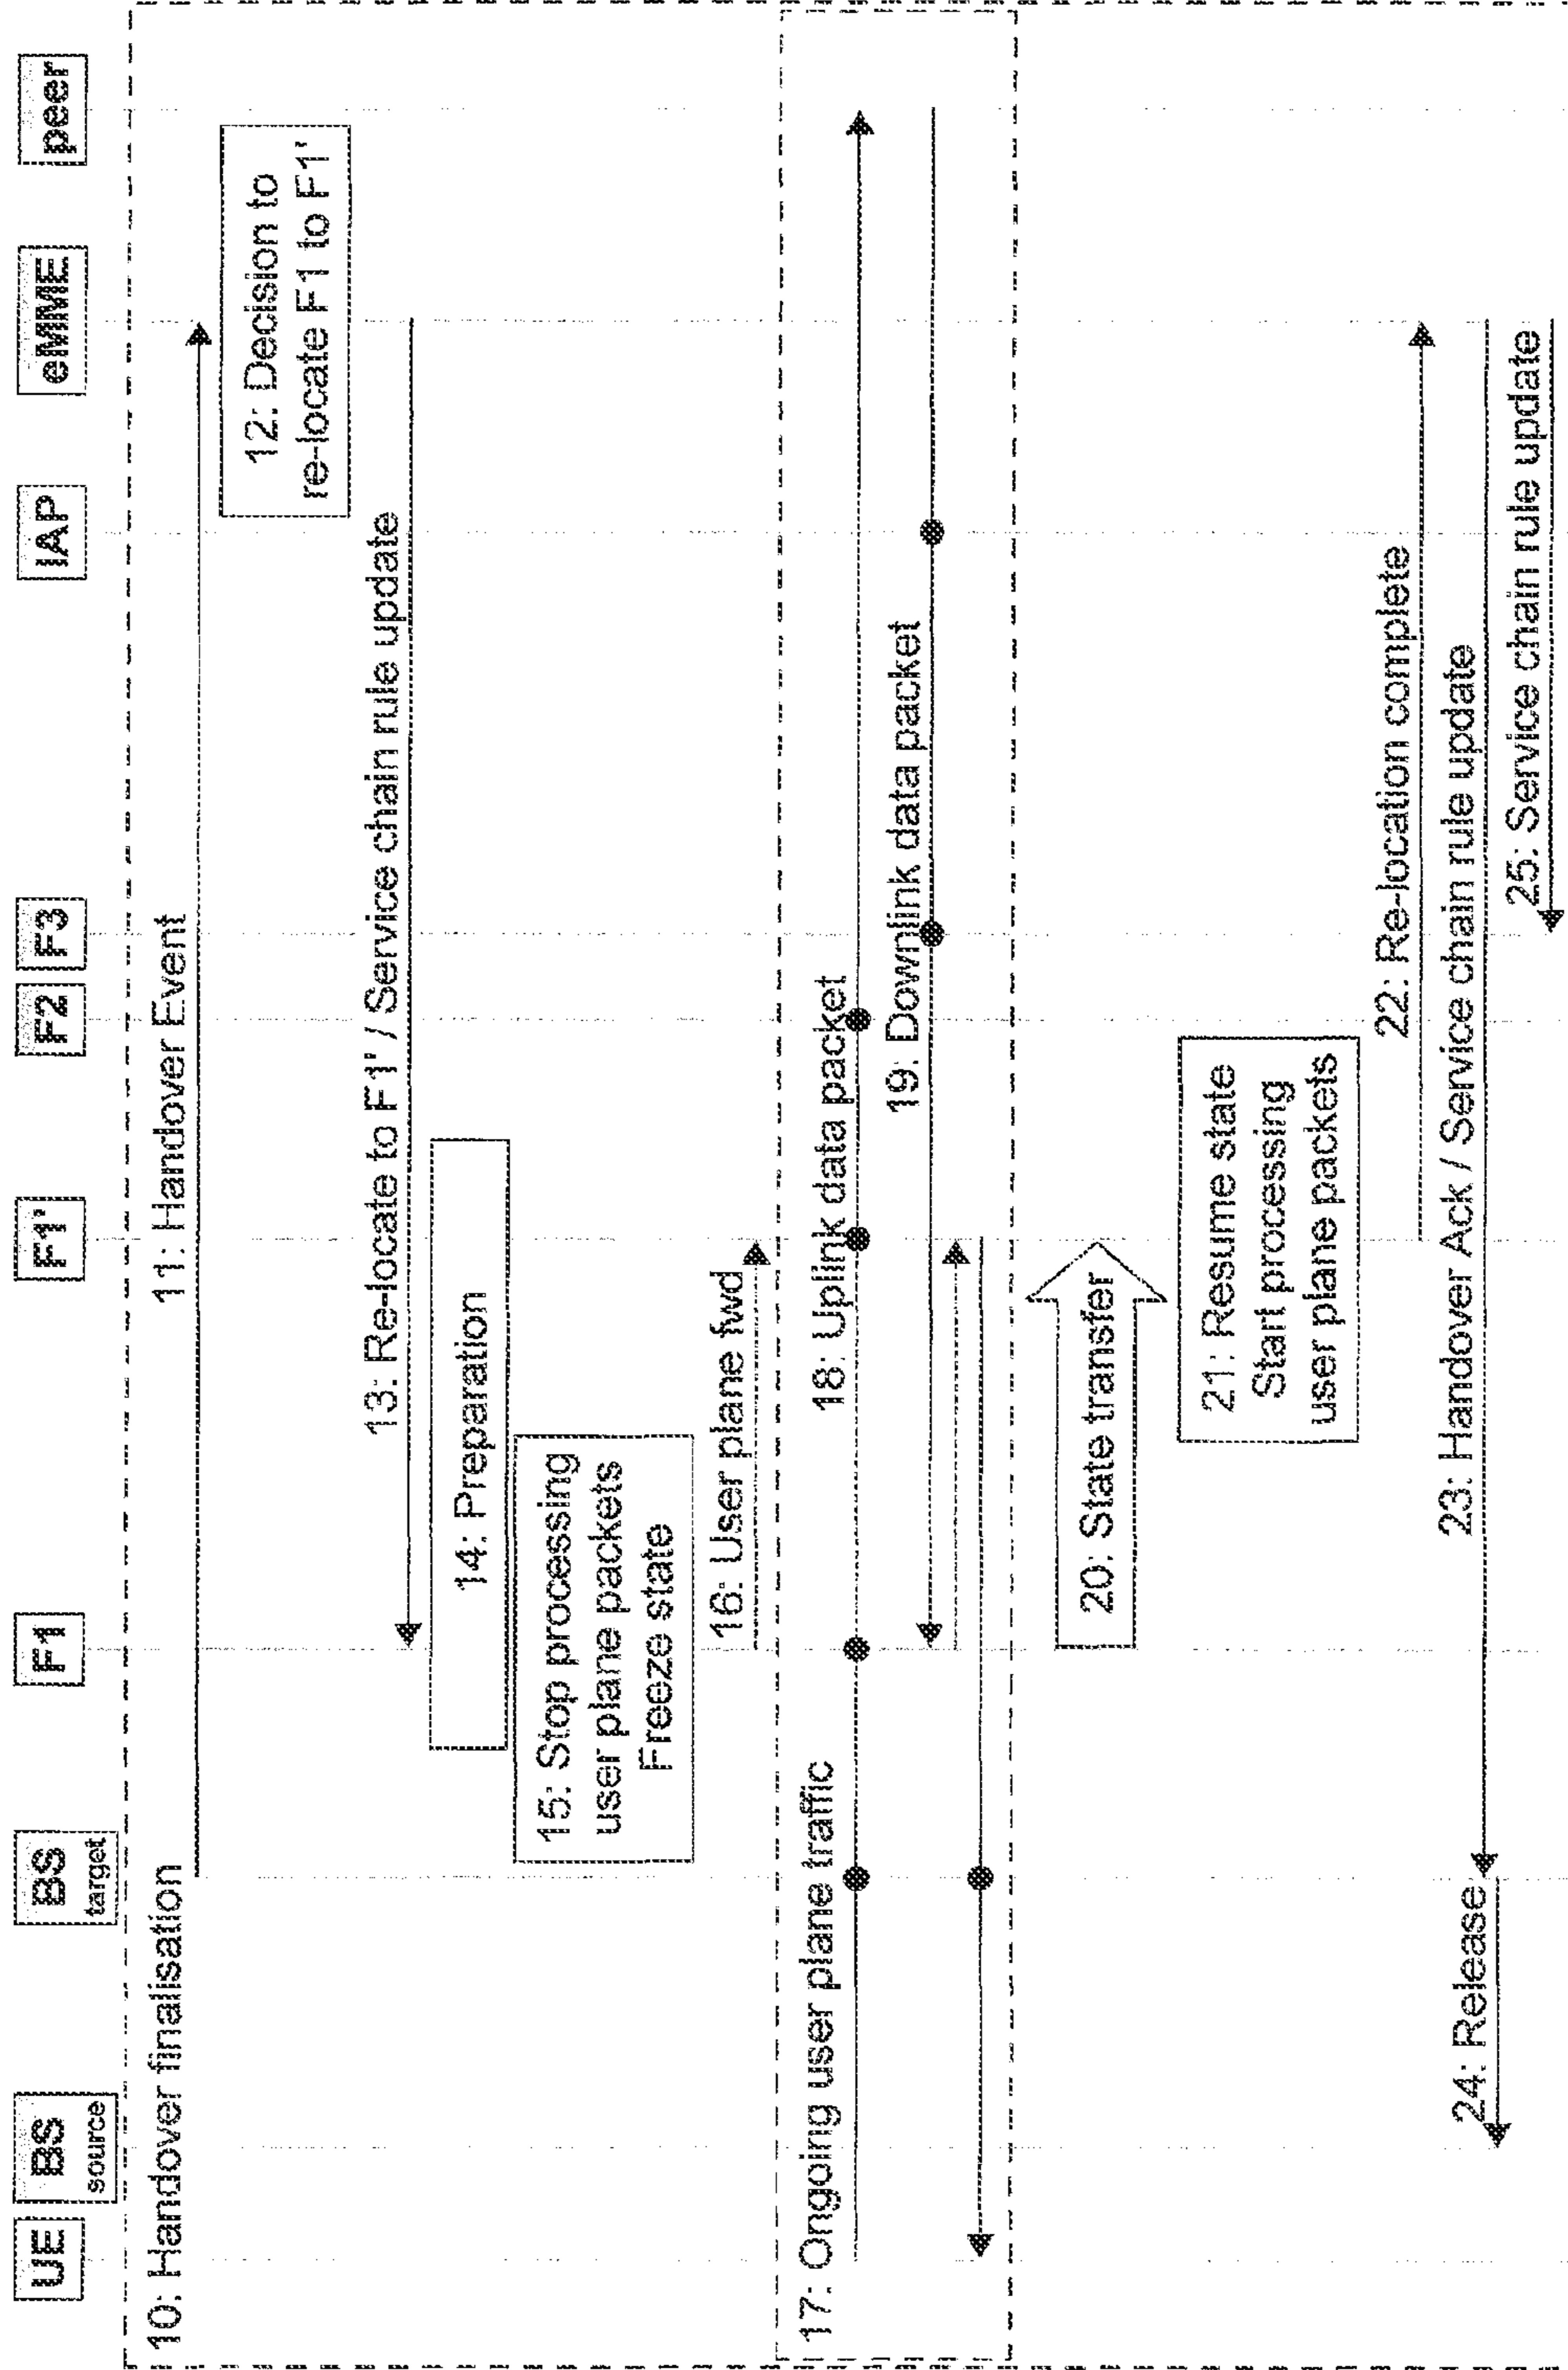 UE
BS
source
BS
target
F1
F1'
F2
F3
IAP
eMME
peer
10: Handover finalisation
11: Handover Event
12: Decision to
re-locate F1 to F1'
13: Re-locate to F1' / Service chain rule update
14: Preparation
15: Stop processing
user plane packets
Freeze state
16: User plane fwd
17: Ongoing user plane traffic
18: Uplink data packet
19: Downlink data packet
20: State transfer
21: Resume state
Start processing
user plane packets
22: Re-location complete
23: Handover Ack / Service chain rule update
24: Release
25: Service chain rule update